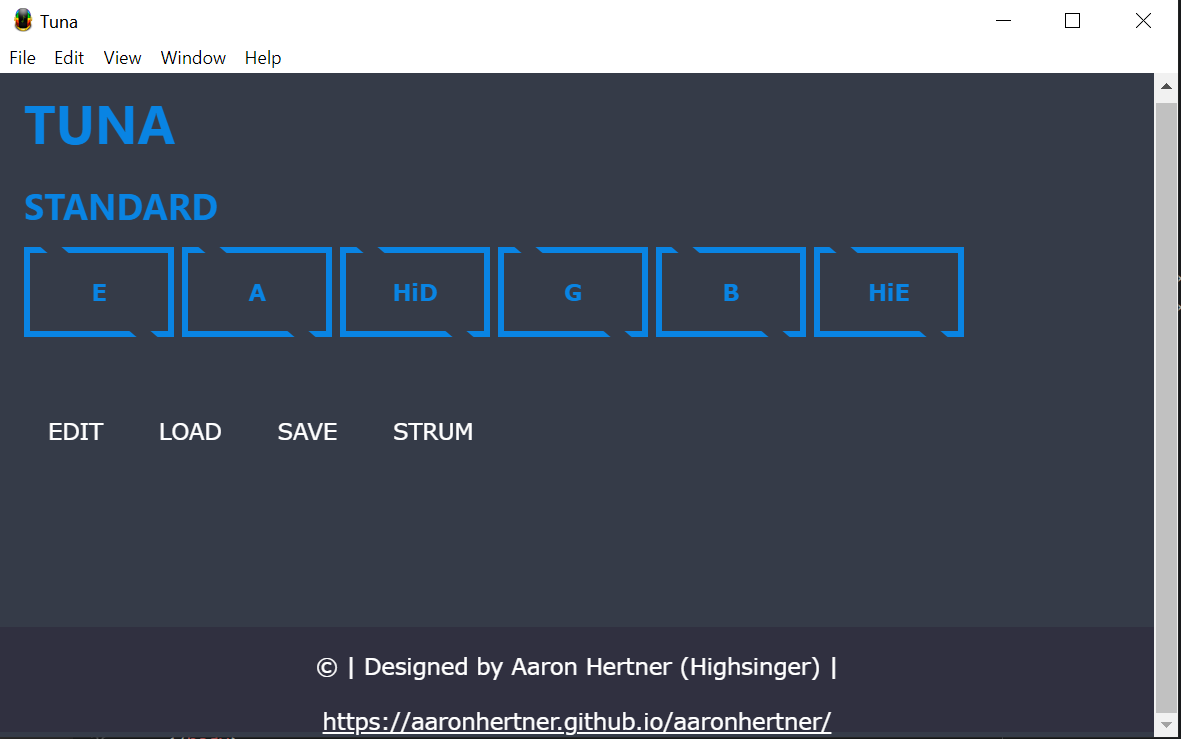 Tuna
File Edit View Window Help
TUNA
STANDARD
E A HiD G B HiE
EDIT LOAD SAVE STRUM
© | Designed by Aaron Hertner (Highsinger) |
https://aaronhertner.github.io/aaronhertner/